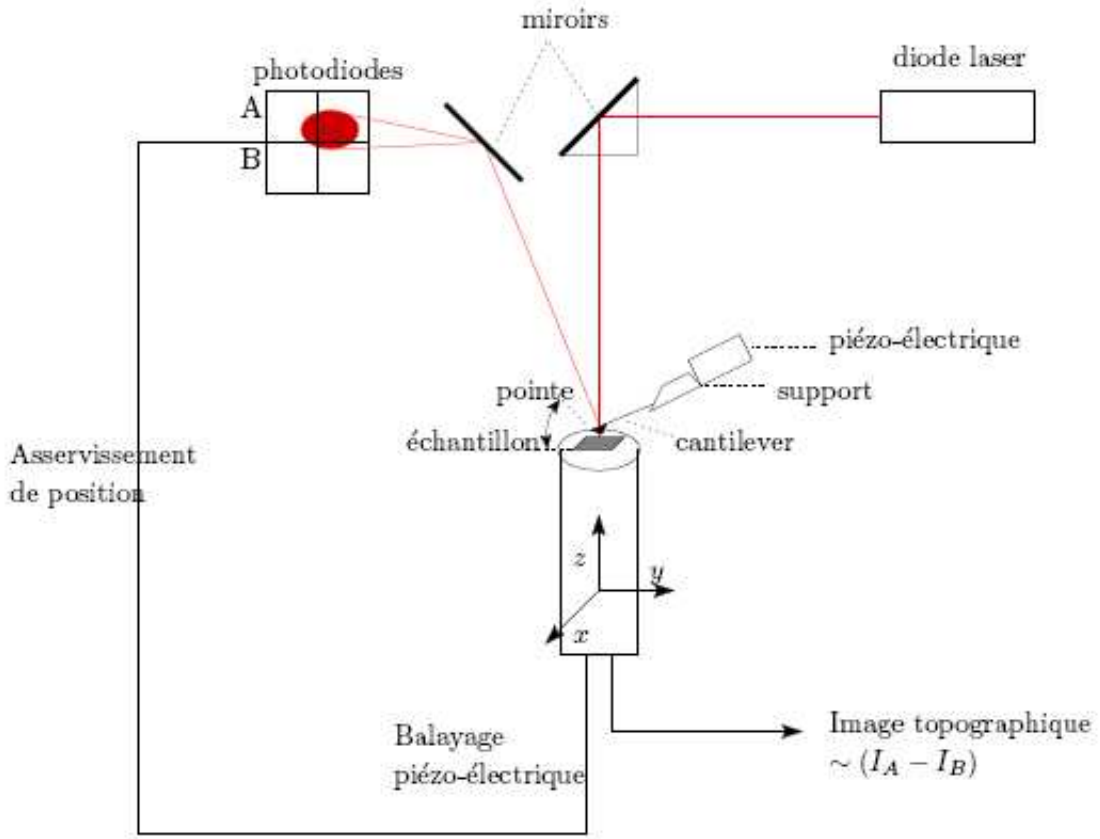 miroirs
diode laser
photodiodes
A
B
piézo-électrique
pointe
support
échantillon
cantilever
Asservissement
de position
z
y
x
Balayage
piézo-électrique
Image topographique
∼ (I_A − I_B)